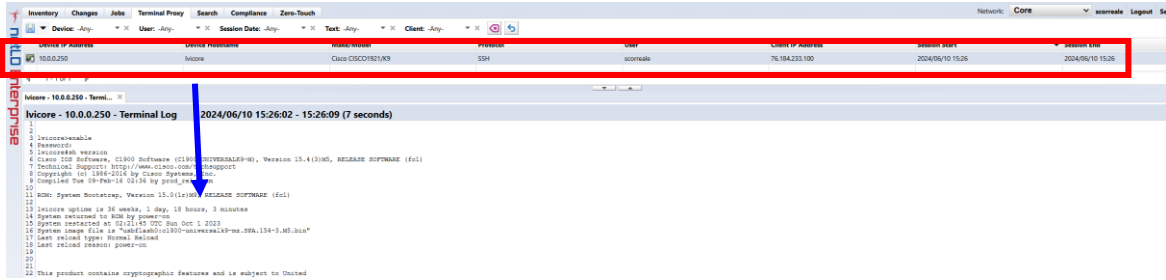 Inventory Changes Jobs Terminal Proxy Search Compliance Zero-Touch Network: Core scorreale Logout Se
Device: -Any- User: -Any- Session Date: -Any- Text: -Any- Client: -Any-
Device IP Address Device Hostname Make/Model Protocol User Client IP Address Session Start Session End
10.0.0.250 lvicore Cisco CISCO1921/K9 SSH scorreale 76.184.233.100 2024/06/10 15:26 2024/06/10 15:26
Enterprise
lvicore - 10.0.0.250 - Termi...
lvicore - 10.0.0.250 - Terminal Log 2024/06/10 15:26:02 - 15:26:09 (7 seconds)
1
2
3 lvicore>enable
4 Password:
5 lvicore#sh version
6 Cisco IOS Software, C1900 Software (C1900-UNIVERSALK9-M), Version 15.4(3)M5, RELEASE SOFTWARE (fc1)
7 Technical Support: http://www.cisco.com/techsupport
8 Copyright (c) 1986-2016 by Cisco Systems, Inc.
9 Compiled Tue 09-Feb-16 02:36 by
10
11 ROM: System Bootstrap, Version RELEASE SOFTWARE (fc1)
12
13 lvicore uptime is 36 weeks, 1 day, 18 hours, 3 minutes
14 System returned to ROM by power-on
15 System restarted at 02:21:45 UTC Sun Oct 1 2023
16 System image file is "usbflash0:c1900-universalk9-mz.SPA.154-3.M5.bin"
17 Last reload type: Normal Reload
18 Last reload reason: power-on
19
20
21
22 This product contains cryptographic features and is subject to United